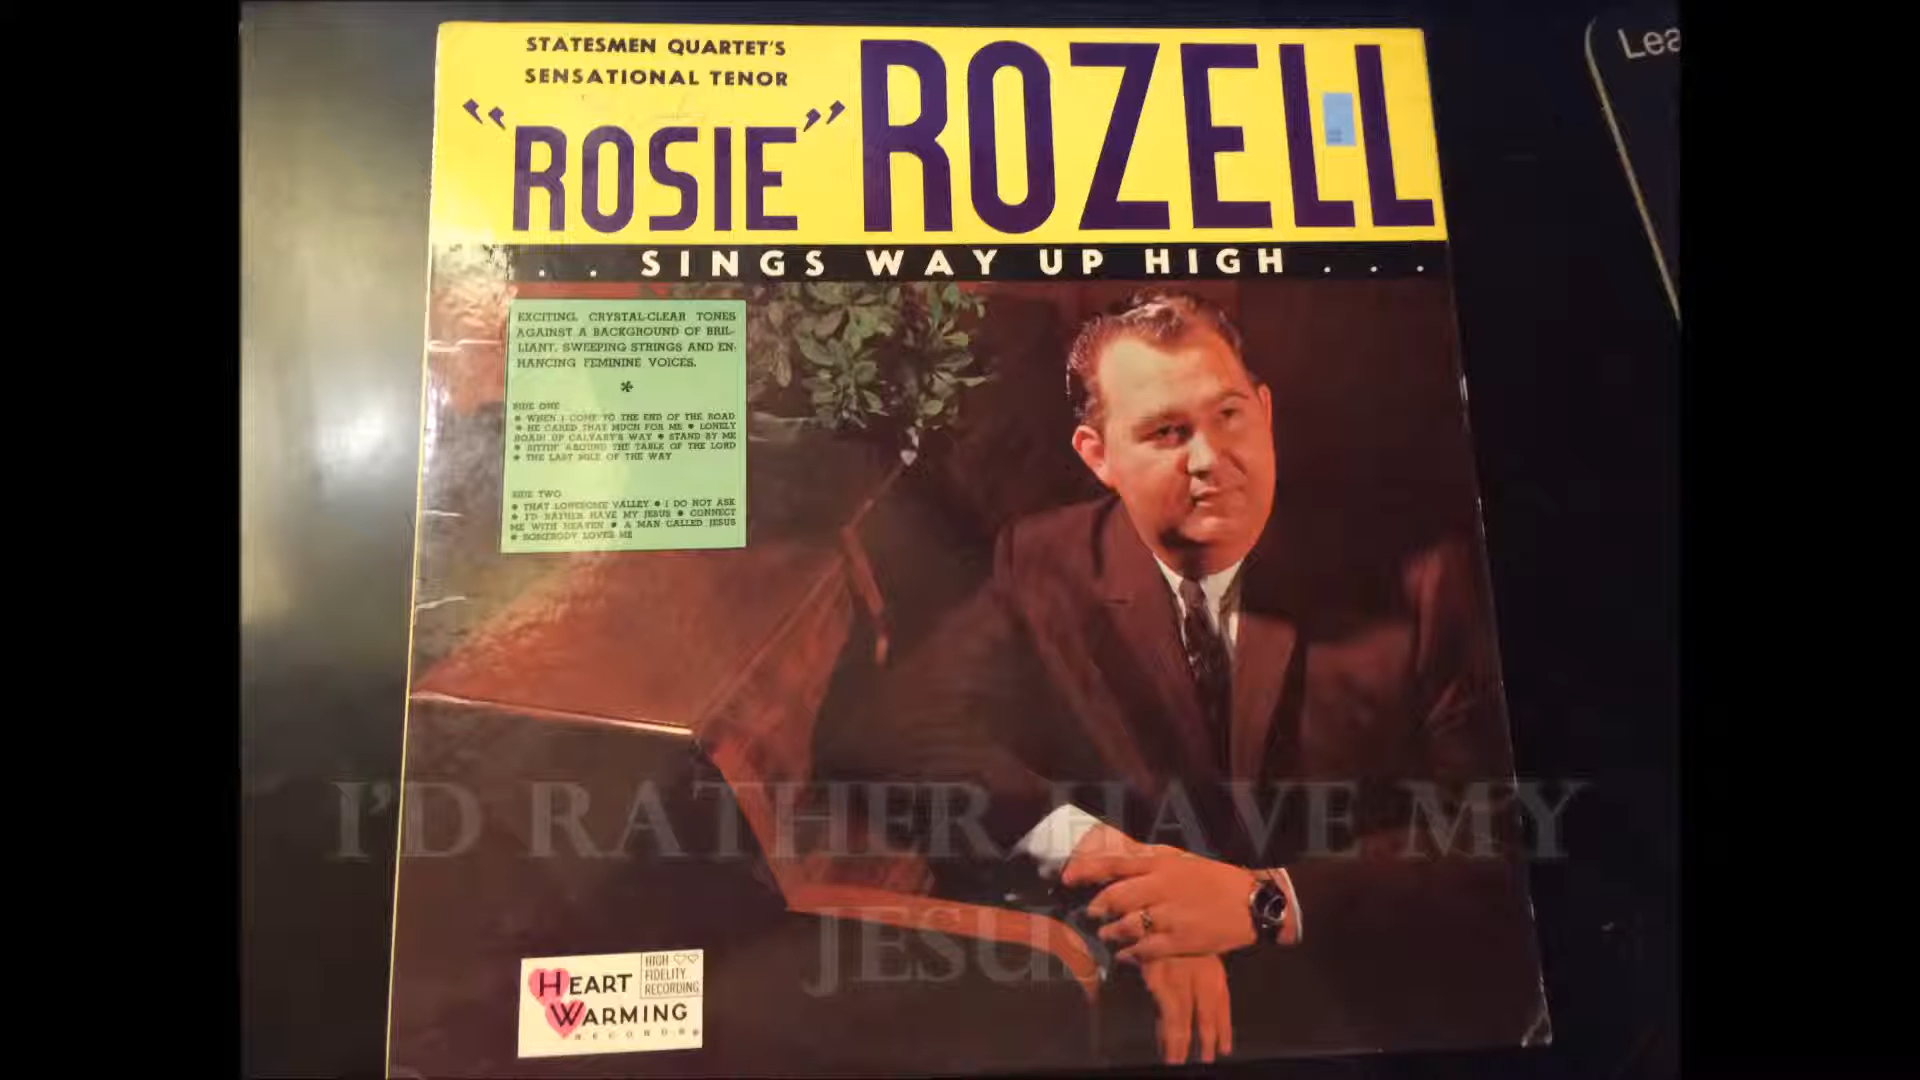 STATESMEN QUARTET'S
SENSATIONAL TENOR
"ROSIE" ROZELL
. . SINGS WAY UP HIGH . . .
Lea
EXCITING, CRYSTAL-CLEAR TONES
AGAINST A BACKGROUND OF BRIL-
LIANT, SWEEPING STRINGS AND EN-
HANCING FEMININE VOICES.
*
SIDE ONE
• WHEN I COME TO THE END OF THE ROAD
• HE CARED THAT MUCH FOR ME • LONELY
ROAD! UP CALVARY'S WAY • STAND BY ME
• SITTIN' AROUND THE TABLE OF THE LORD
• THE LAST MILE OF THE WAY
SIDE TWO
• THAT LONESOME VALLEY • I DO NOT ASK
• I'D RATHER HAVE MY JESUS • CONNECT
ME WITH HEAVEN • A MAN CALLED JESUS
• SOMEBODY LOVES ME
I'D RATHER HAVE MY
JESUS
HEART
WARMING
RECORDS
HIGH
FIDELITY
RECORDING